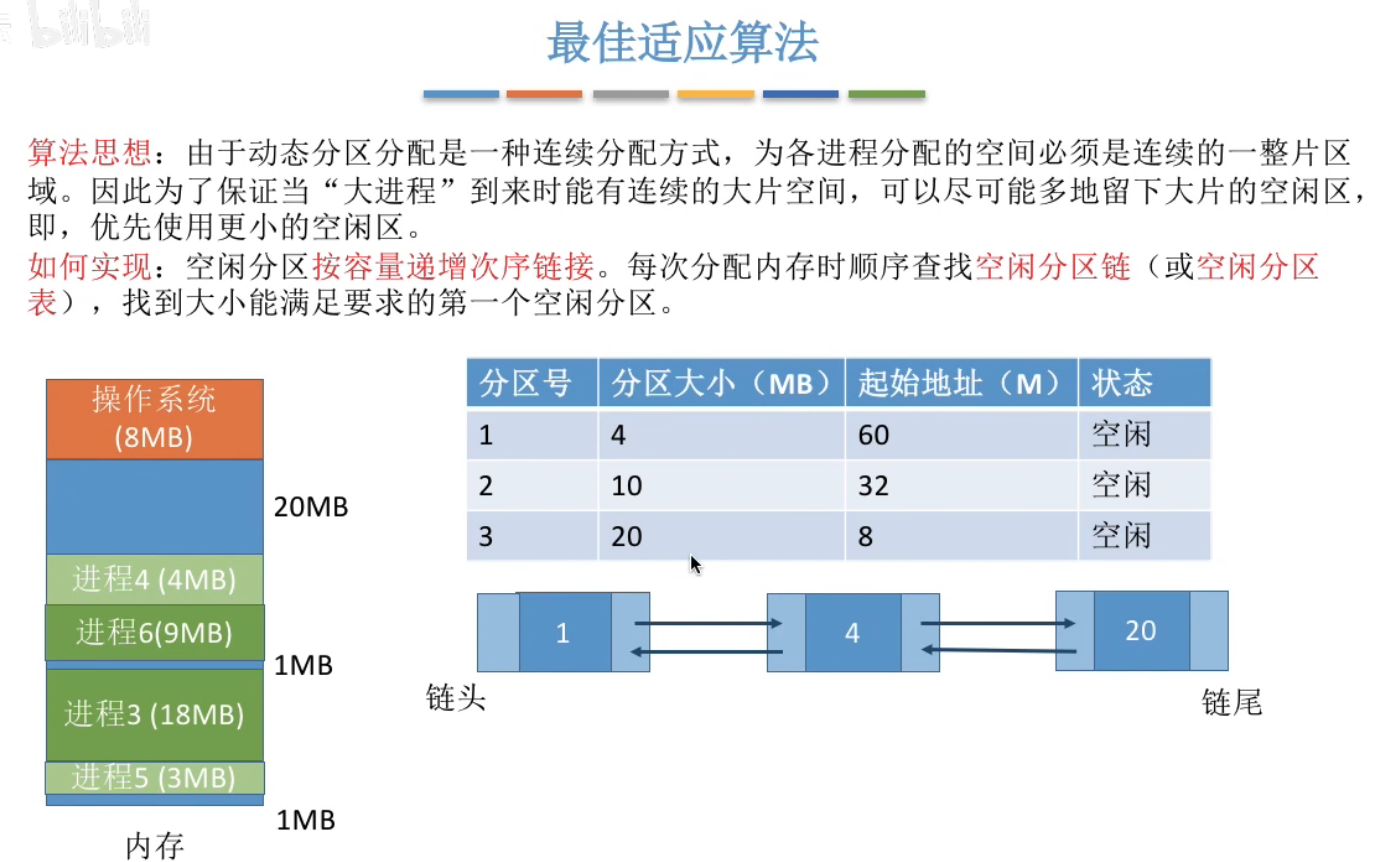 bilibili
最佳适应算法
算法思想：由于动态分区分配是一种连续分配方式，为各进程分配的空间必须是连续的一整片区
域。因此为了保证当“大进程”到来时能有连续的大片空间，可以尽可能多地留下大片的空闲区，
即，优先使用更小的空闲区。
如何实现：空闲分区按容量递增次序链接。每次分配内存时顺序查找空闲分区链（或空闲分区
表），找到大小能满足要求的第一个空闲分区。
操作系统
(8MB)
20MB
进程4 (4MB)
进程6(9MB)
1MB
进程3 (18MB)
进程5 (3MB)
1MB
内存
分区号 分区大小（MB） 起始地址（M） 状态
1 4 60 空闲
2 10 32 空闲
3 20 8 空闲
1 4 20
链头 链尾